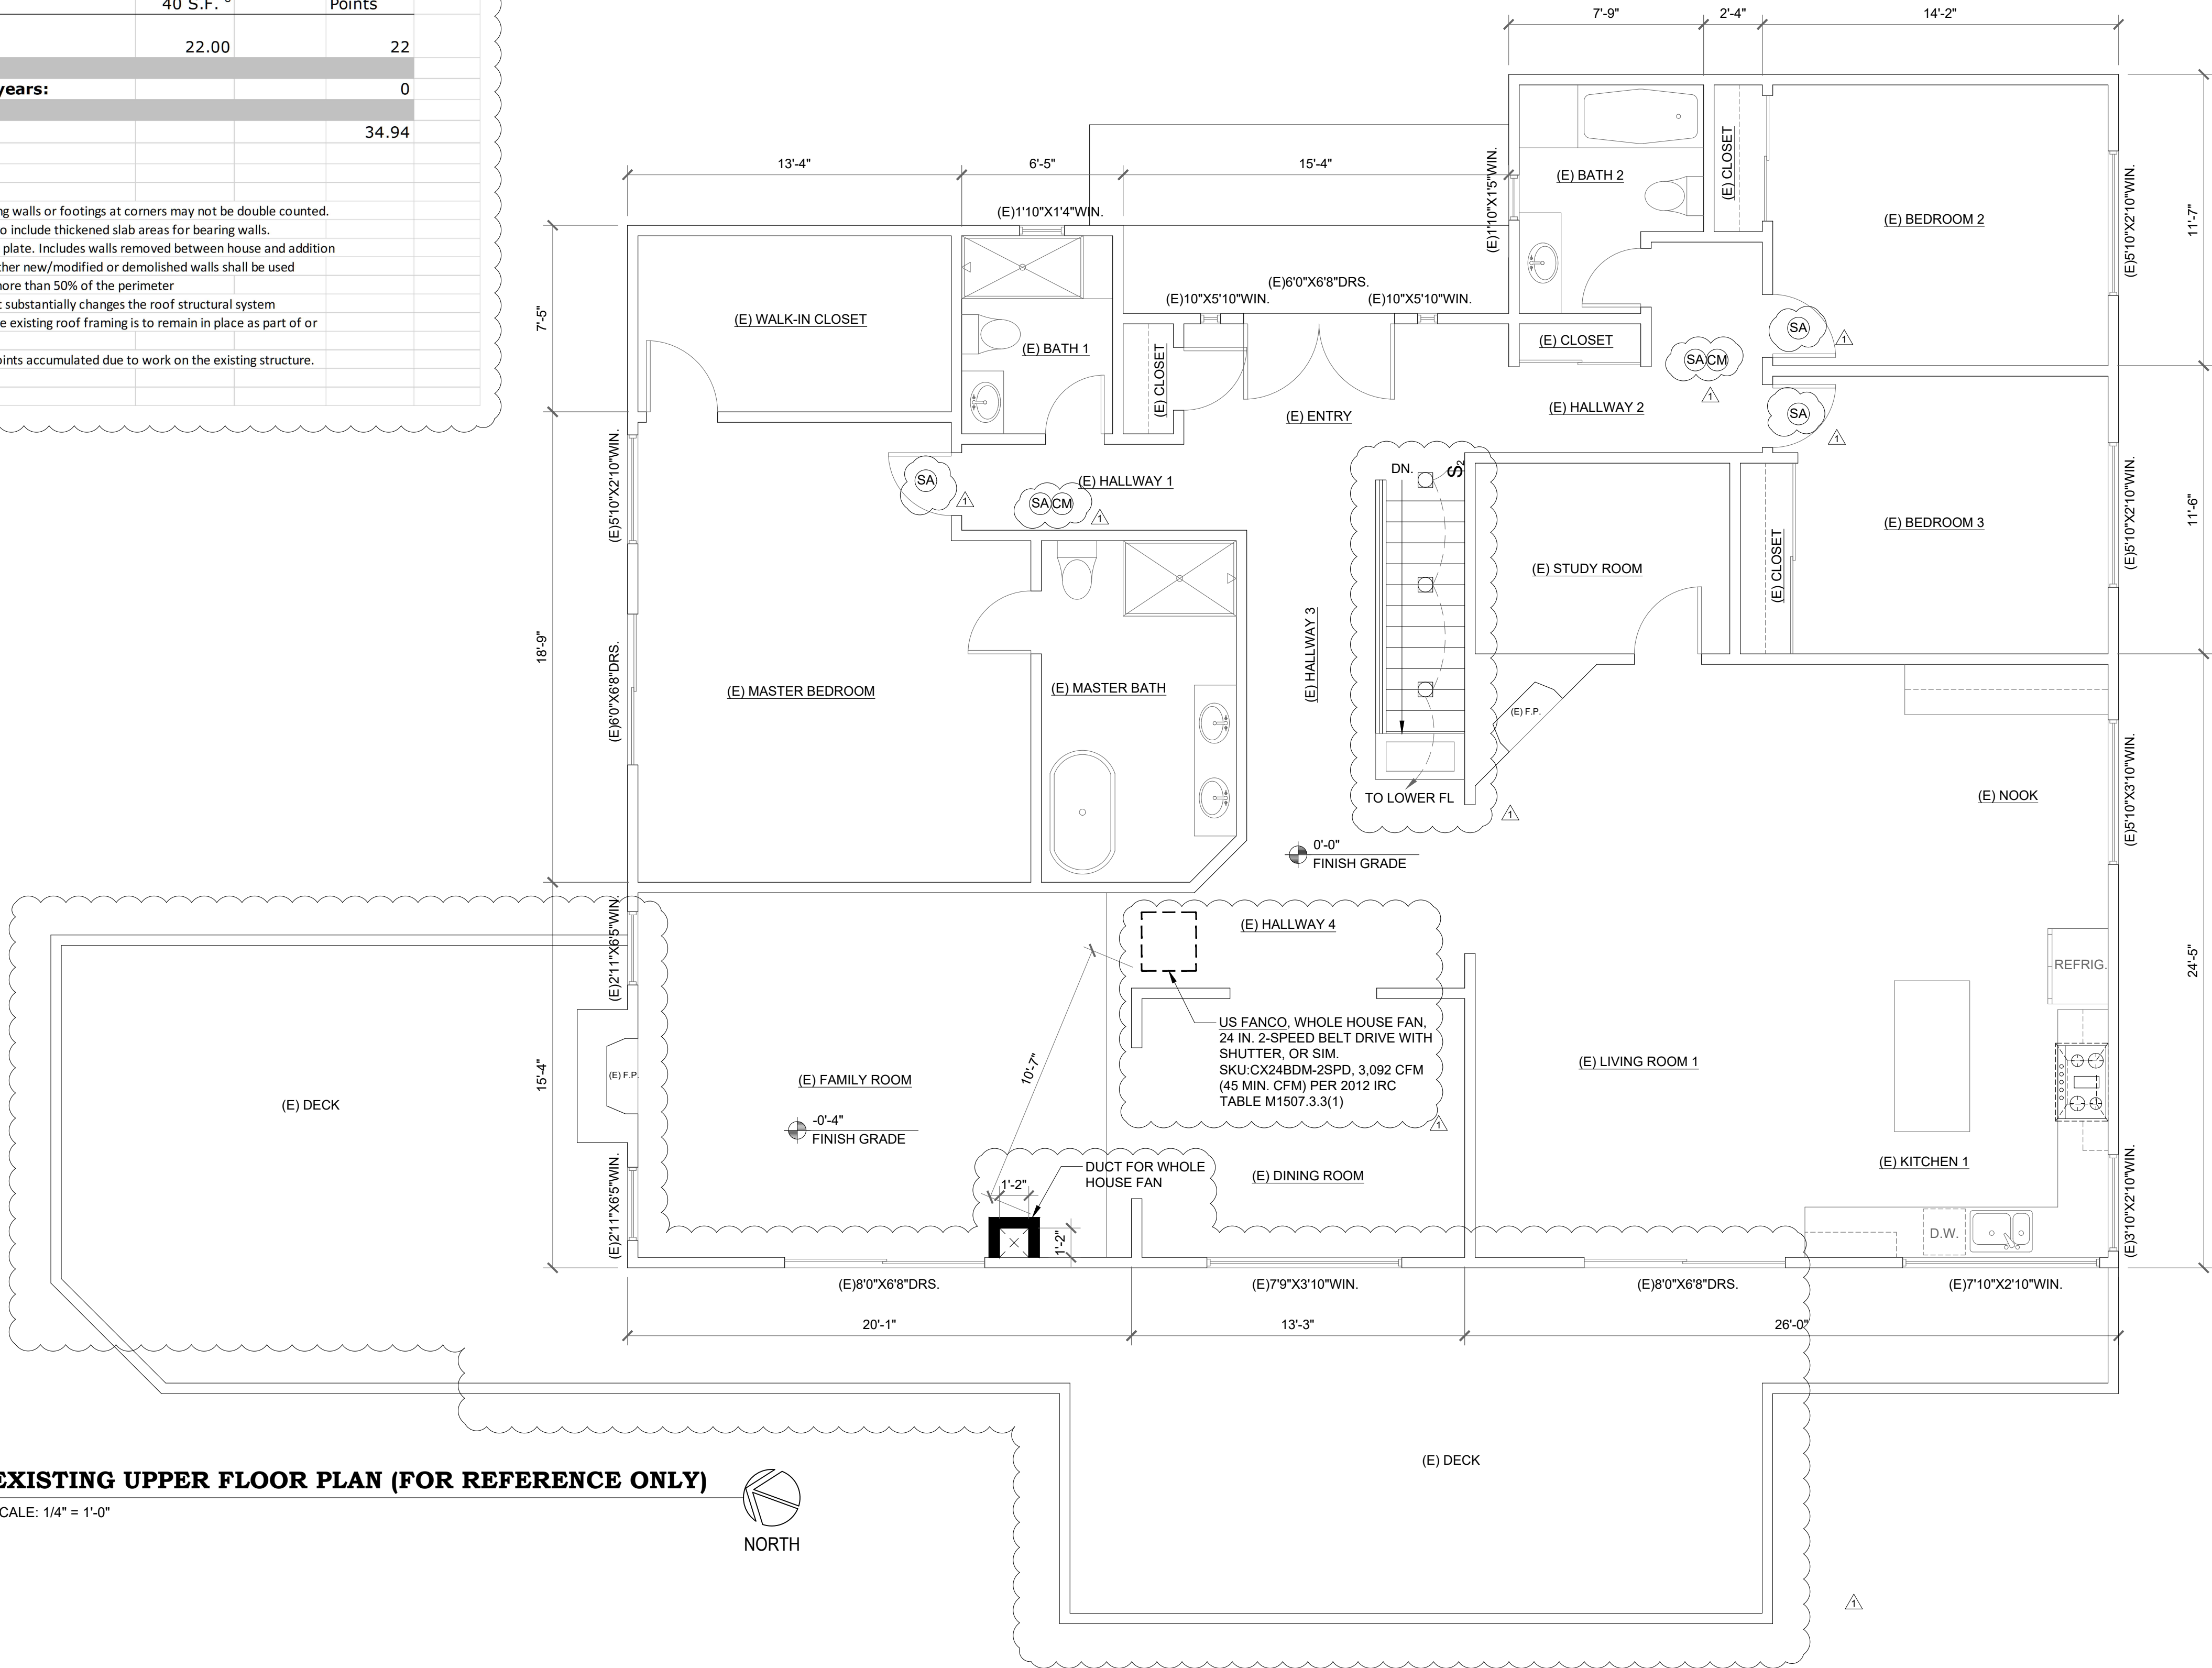 40 S.F. 6
Points
22.00
22
years:
0
34.94
walls or footings at corners may not be double counted.
include thickened slab areas for bearing walls.
plate. Includes walls removed between house and addition
new/modified or demolished walls shall be used
more than 50% of the perimeter
substantially changes the roof structural system
existing roof framing is to remain in place as part of or
accumulated due to work on the existing structure.
7'-9"
2'-4"
14'-2"
13'-4"
6'-5"
15'-4"
(E)1'10"X1'4"WIN.
(E)1'10"X1'5"WIN.
(E) BATH 2
(E) CLOSET
(E) BEDROOM 2
(E)5'10"X2'10"WIN.
11'-7"
7'-5"
(E) WALK-IN CLOSET
(E) BATH 1
(E) CLOSET
(E)6'0"X6'8"DRS.
(E)10"X5'10"WIN.
(E)10"X5'10"WIN.
(E) CLOSET
SA
1
SA
CM
1
(E) ENTRY
(E) HALLWAY 2
SA
1
(E)5'10"X2'10"WIN.
SA
1
(E) HALLWAY 1
SA
CM
1
DN.
S2
(E) STUDY ROOM
(E) CLOSET
(E) BEDROOM 3
(E)5'10"X2'10"WIN.
11'-6"
18'-9"
(E)6'0"X6'8"DRS.
(E) MASTER BEDROOM
(E) MASTER BATH
(E) HALLWAY 3
(E) F.P.
TO LOWER FL
1
(E) NOOK
(E)5'10"X3'10"WIN.
0'-0"
FINISH GRADE
(E)2'11"X6'5"WIN.
(E) HALLWAY 4
REFRIG.
24'-5"
US FANCO, WHOLE HOUSE FAN,
24 IN. 2-SPEED BELT DRIVE WITH
SHUTTER, OR SIM.
SKU:CX24BDM-2SPD, 3,092 CFM
(45 MIN. CFM) PER 2012 IRC
TABLE M1507.3.3(1)
1
10'-7"
(E) LIVING ROOM 1
15'-4"
(E) F.P.
(E) FAMILY ROOM
(E) DECK
-0'-4"
FINISH GRADE
(E)2'11"X6'5"WIN.
DUCT FOR WHOLE
HOUSE FAN
1'-2"
1'-2"
(E) DINING ROOM
(E) KITCHEN 1
(E)3'10"X2'10"WIN.
D.W.
(E)8'0"X6'8"DRS.
(E)7'9"X3'10"WIN.
(E)8'0"X6'8"DRS.
(E)7'10"X2'10"WIN.
20'-1"
13'-3"
26'-0"
(E) DECK
EXISTING UPPER FLOOR PLAN (FOR REFERENCE ONLY)
SCALE: 1/4" = 1'-0"
NORTH
1